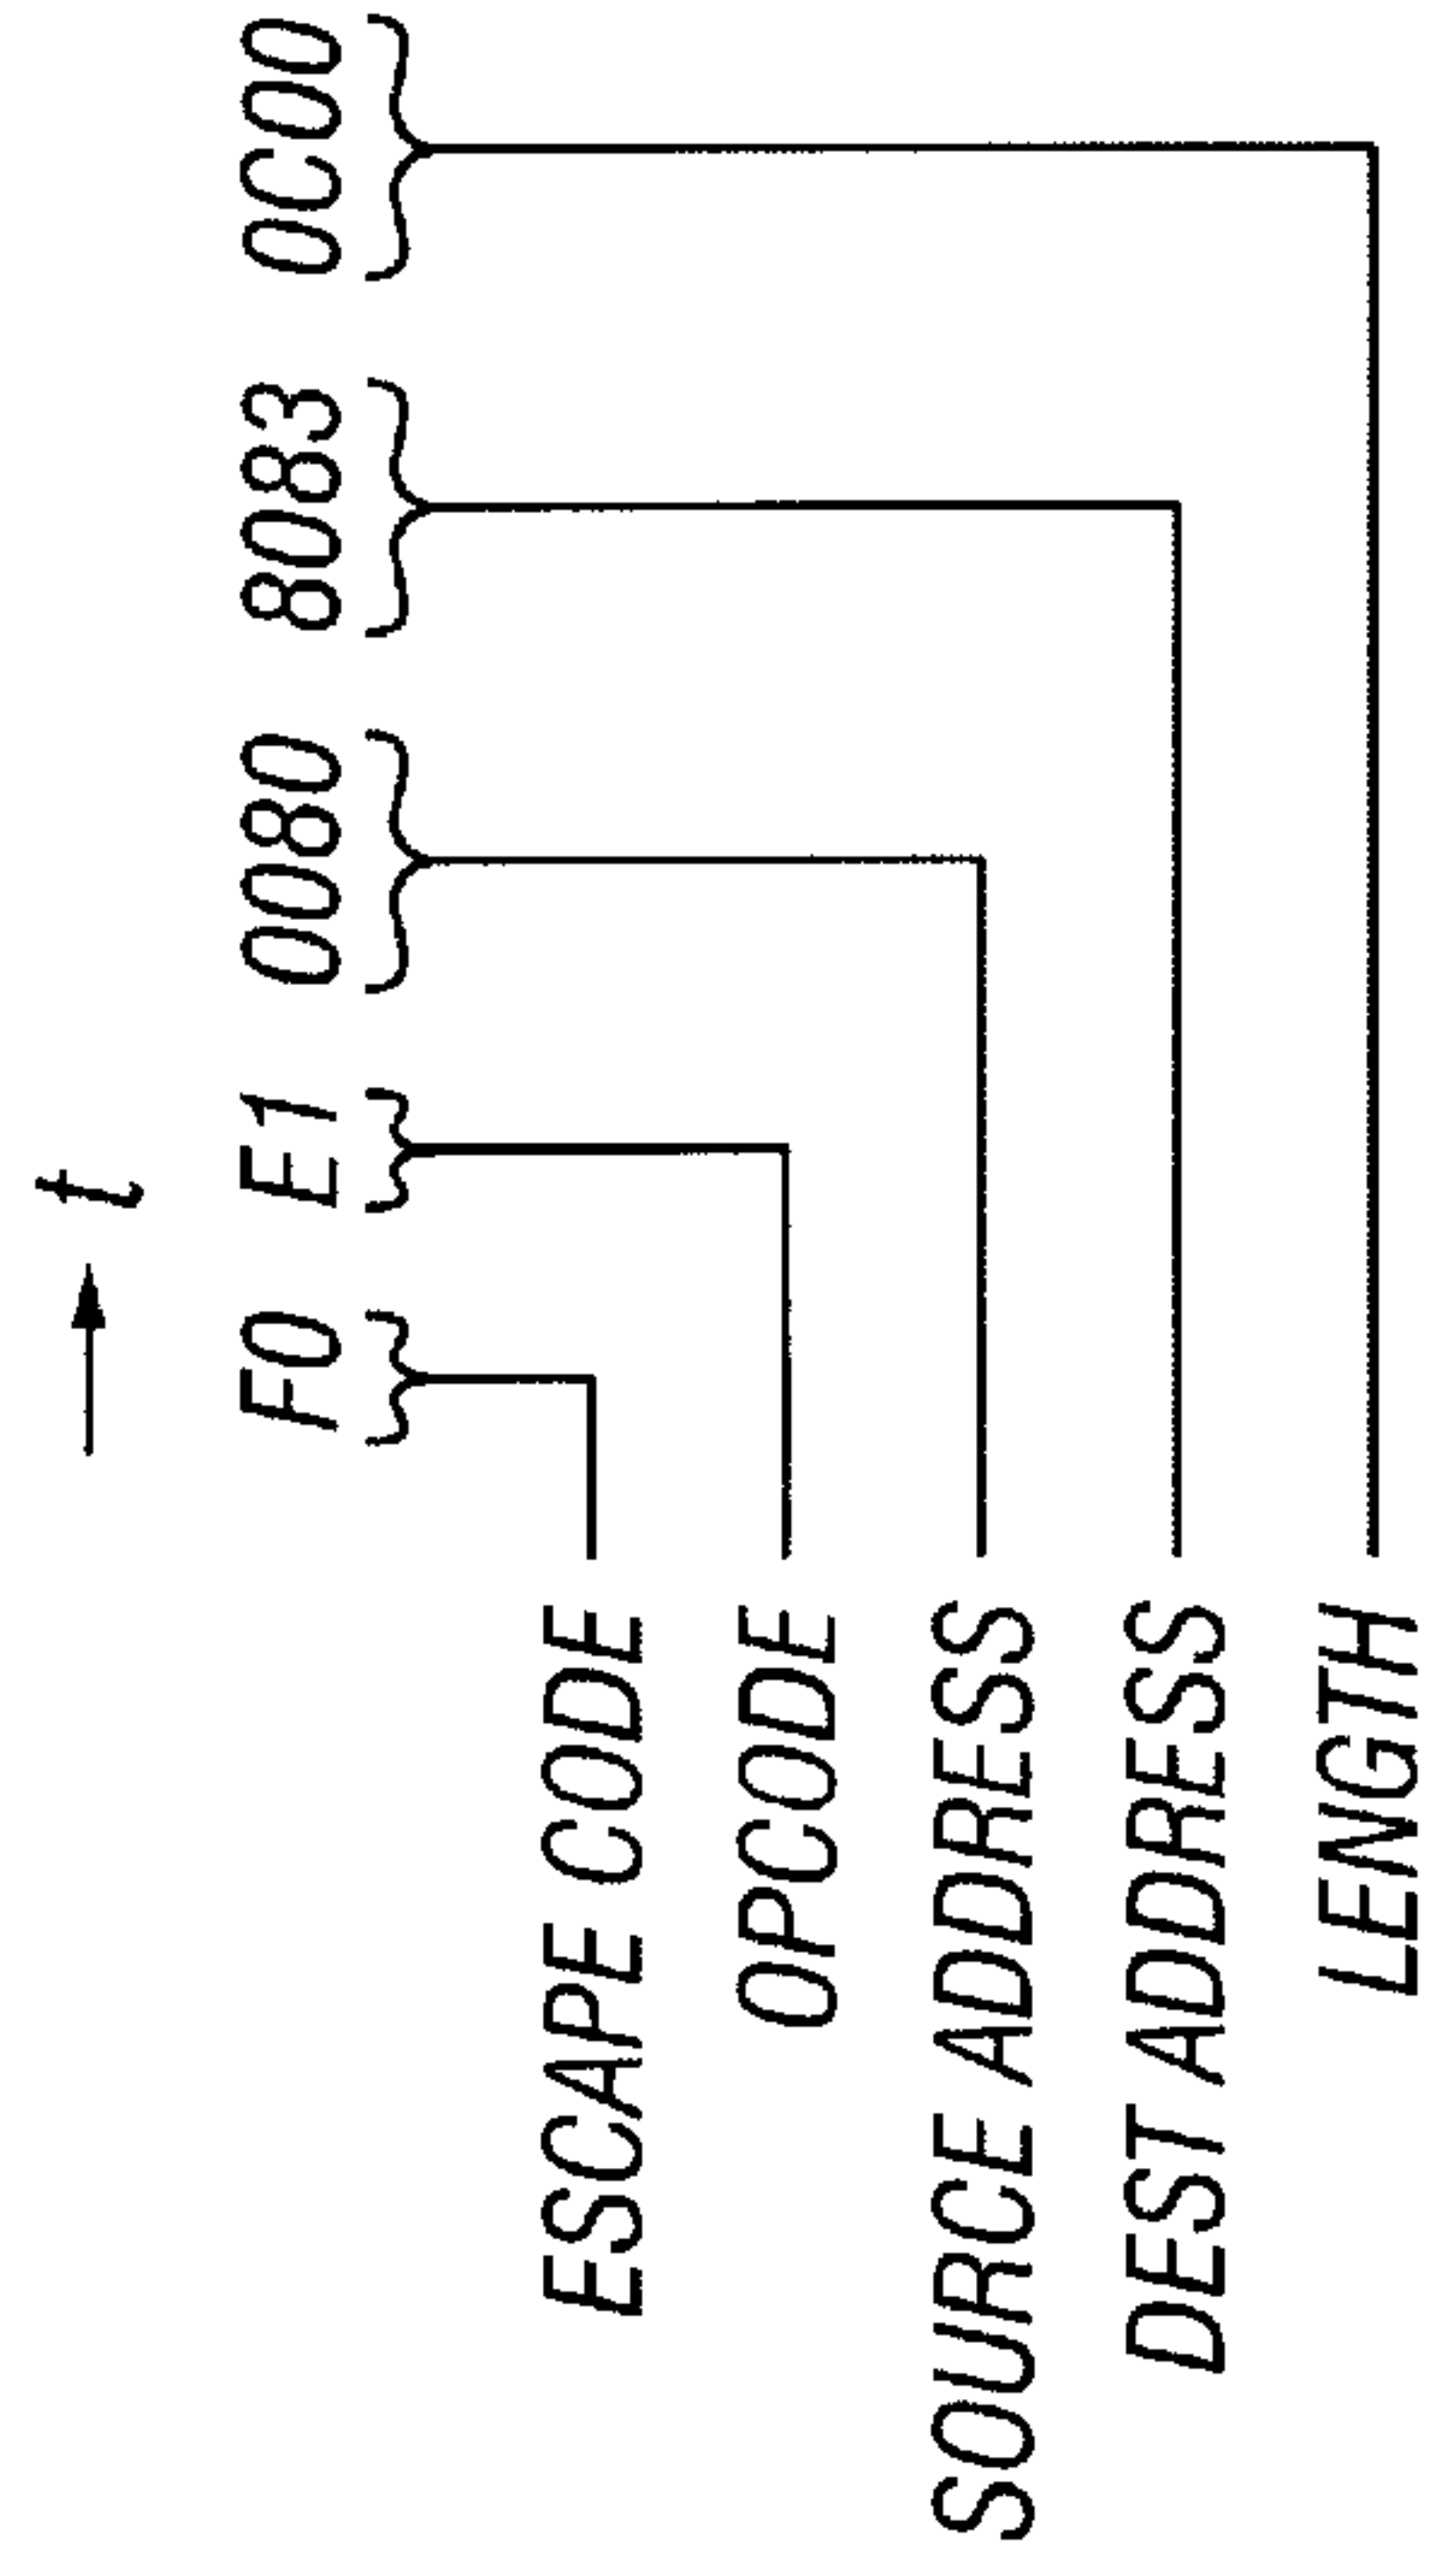 t
F0 E1 0080 8083 0C00
ESCAPE CODE
OPCODE
SOURCE ADDRESS
DEST ADDRESS
LENGTH